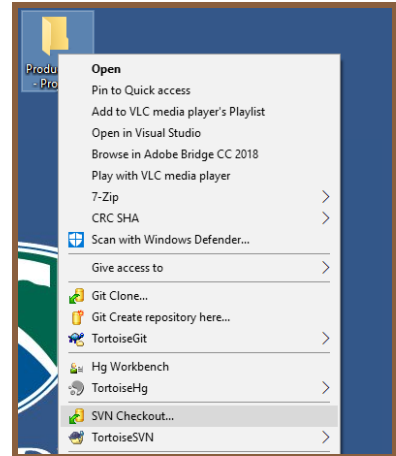 Produ
- Pro
Open
Pin to Quick access
Add to VLC media player's Playlist
Open in Visual Studio
Browse in Adobe Bridge CC 2018
Play with VLC media player
7-Zip
CRC SHA
Scan with Windows Defender...
Give access to
Git Clone...
Git Create repository here...
TortoiseGit
Hg Workbench
TortoiseHg
SVN Checkout...
TortoiseSVN